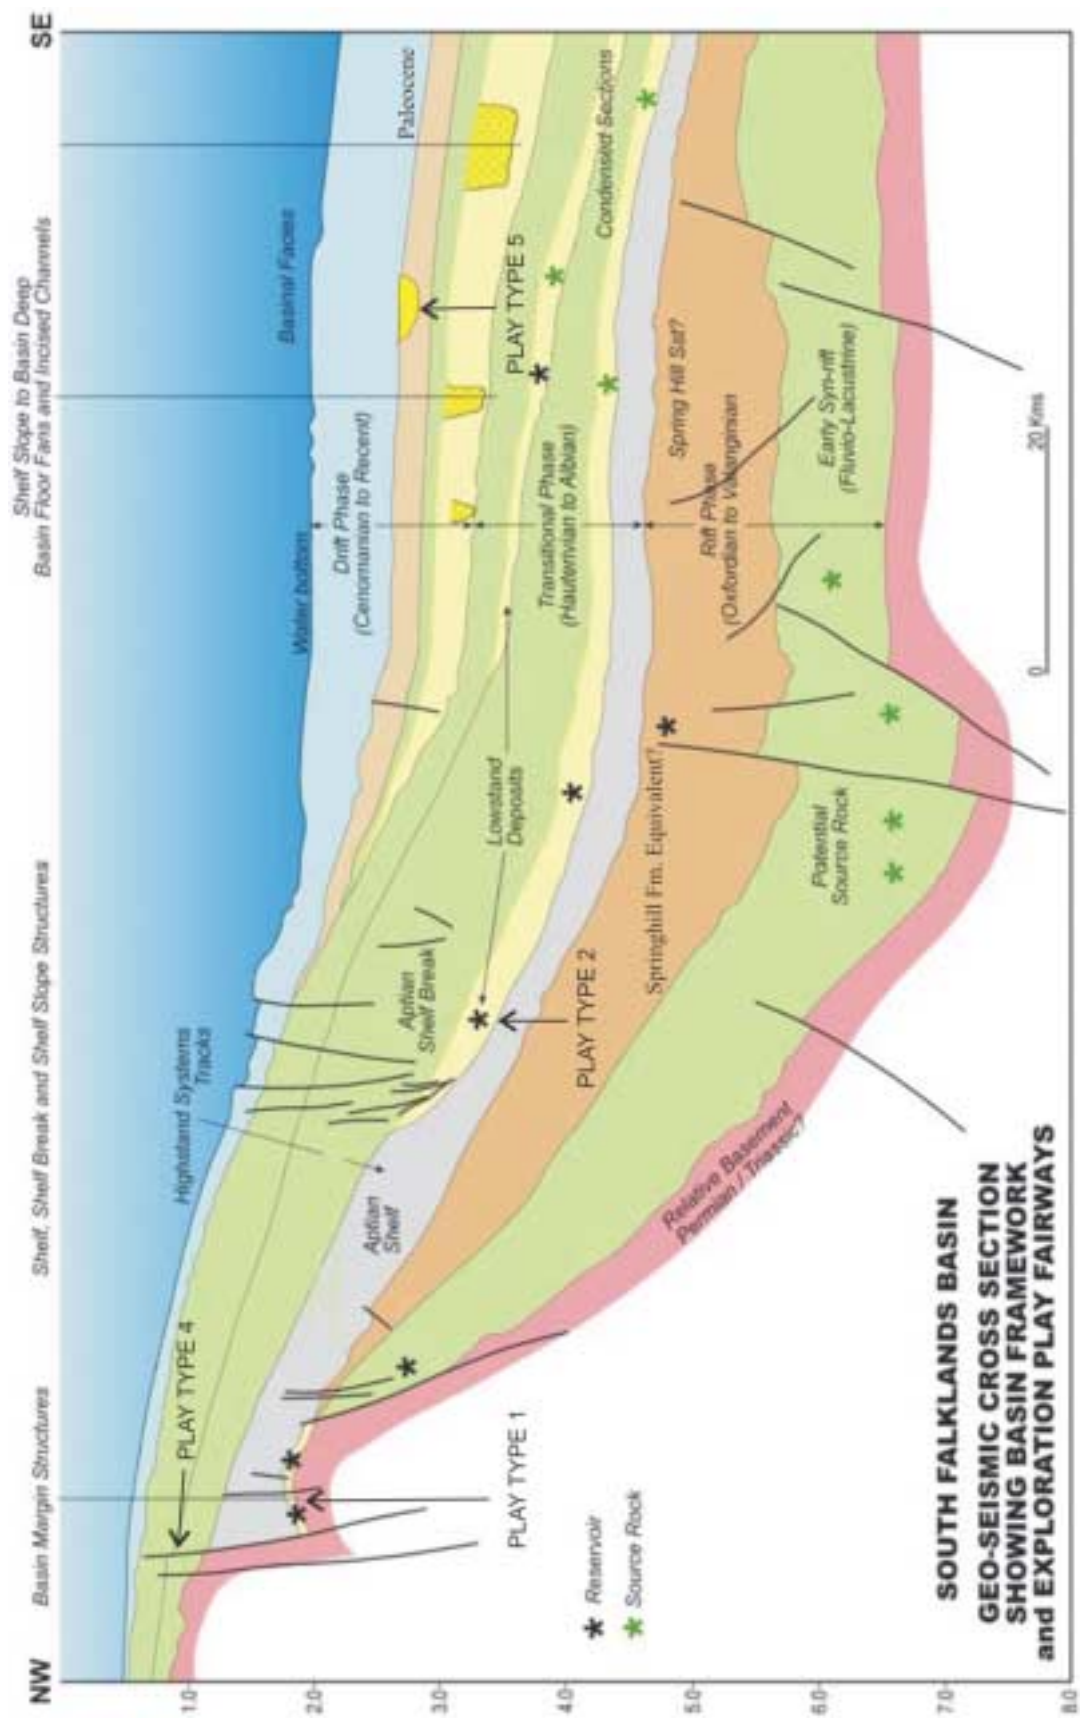 NW
SE
Basin Margin Structures
Shelf, Shelf Break and Shelf Slope Structures
Shelf Slope to Basin Deep
Basin Floor Fans and Incised Channels
PLAY TYPE 4
Highstand Systems
Tracks
Water bottom
Basinal Faces
Drift Phase
(Cenomanian to Recent)
Paleocene
Aptian
Shelf
Aptian
Shelf Break
Lowstand
Deposits
Transitional Phase
(Hauterivian to Albian)
PLAY TYPE 5
Condensed Sections
PLAY TYPE 1
PLAY TYPE 2
Springhill Fm. Equivalent?
Rift Phase
(Oxfordian to Valanginian
Spring Hill Sst?
Relative Basement
Permian / Triassic?
Potential
Source Rock
Early Syn-rift
(Fluvio-Lacustrine)
Reservoir
Source Rock
0
20 Kms
SOUTH FALKLANDS BASIN
GEO-SEISMIC CROSS SECTION
SHOWING BASIN FRAMEWORK
and EXPLORATION PLAY FAIRWAYS
1.0
2.0
3.0
4.0
5.0
6.0
7.0
8.0